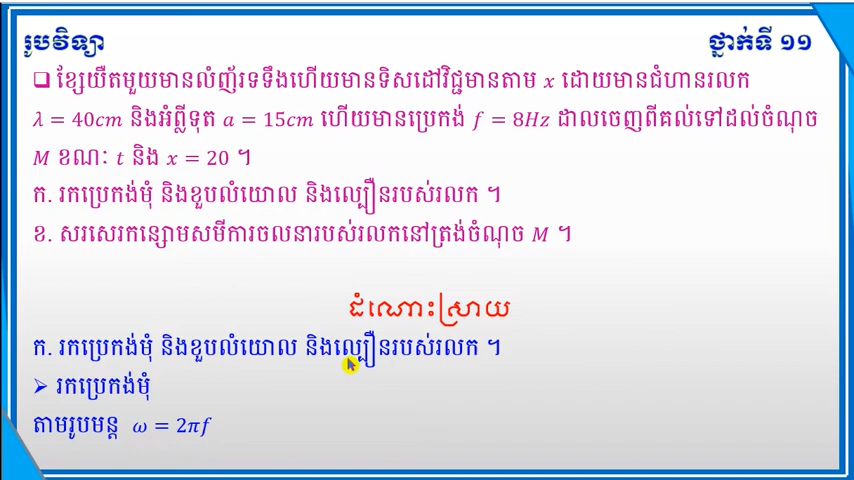 រូបវិទ្យា
ថ្នាក់ទី ១១
❑ ខ្សែយឺតមួយមានលំញ័រទទឹងហើយមានទិសដៅវិជ្ជមានតាម x ដោយមានជំហានរលក
λ = 40cm និងអំព្លីទុត a = 15cm ហើយមានប្រេកង់ f = 8Hz ដាលចេញពីគល់ទៅដល់ចំណុច
M ខណៈ t និង x = 20 ។
ក. រកប្រេកង់មុំ និងខួបលំយោល និងល្បឿនរបស់រលក ។
ខ. សរសេរកន្សោមសមីការចលនារបស់រលកនៅត្រង់ចំណុច M ។
ដំណោះស្រាយ
ក. រកប្រេកង់មុំ និងខួបលំយោល និងល្បឿនរបស់រលក ។
➢ រកប្រេកង់មុំ
តាមរូបមន្ត ω = 2πf